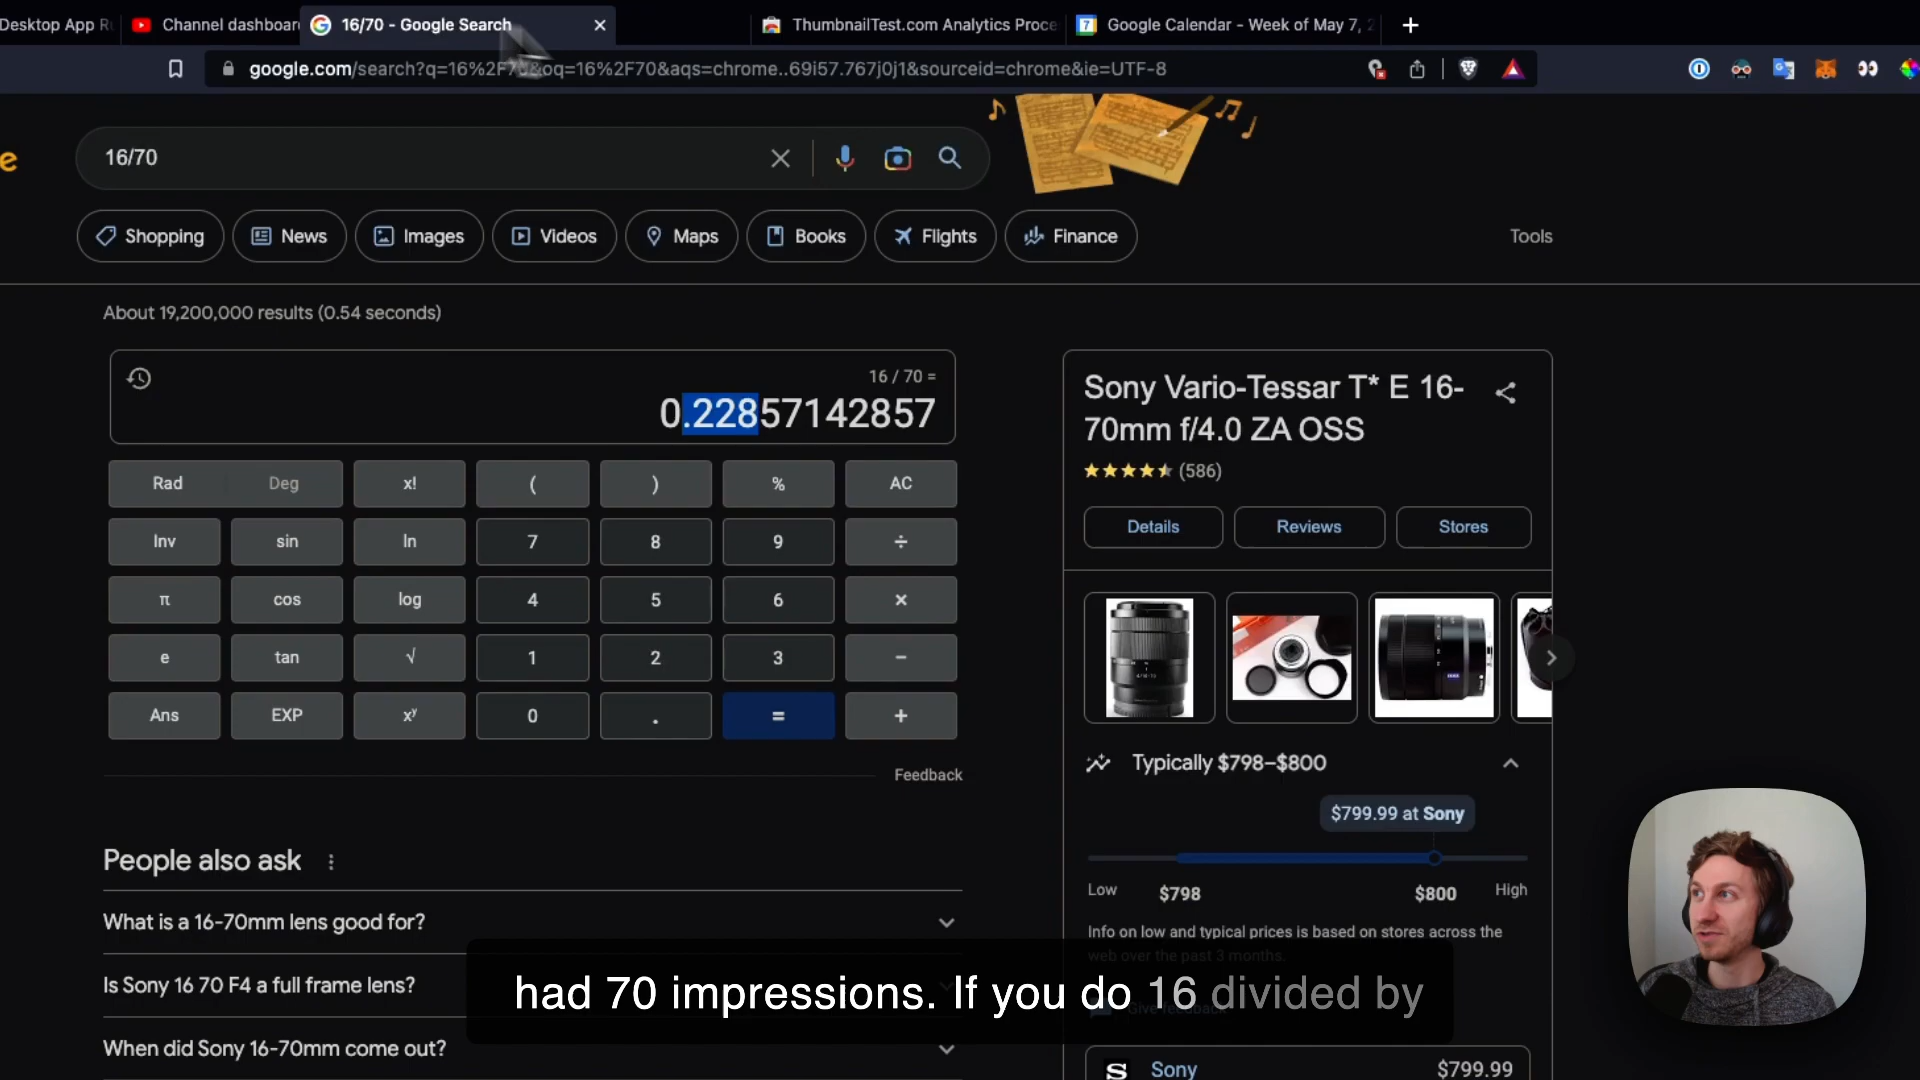 Desktop App Ru
Channel dashboar
16/70 - Google Search
ThumbnailTest.com Analytics Proce
Google Calendar - Week of May 7, 2
google.com/search?q=16%2F70&oq=16%2F70&aqs=chrome..69i57.767j0j1&sourceid=chrome&ie=UTF-8
e
16/70
Shopping
News
Images
Videos
Maps
Books
Flights
Finance
Tools
About 19,200,000 results (0.54 seconds)
16 / 70 =
0.22857142857
Rad Deg x! ( ) % AC
Inv sin ln 7 8 9 ÷
π cos log 4 5 6 ×
e tan √ 1 2 3 −
Ans EXP xʸ 0 . = +
Feedback
People also ask
What is a 16-70mm lens good for?
Is Sony 16 70 F4 a full frame lens?
When did Sony 16-70mm come out?
Sony Vario-Tessar T* E 16-
70mm f/4.0 ZA OSS
(586)
Details
Reviews
Stores
Typically $798–$800
$799.99 at Sony
Low $798 $800 High
Info on low and typical prices is based on stores across the
web over the past 3 months.
Give feedback
S Sony $799.99
had 70 impressions. If you do 16 divided by